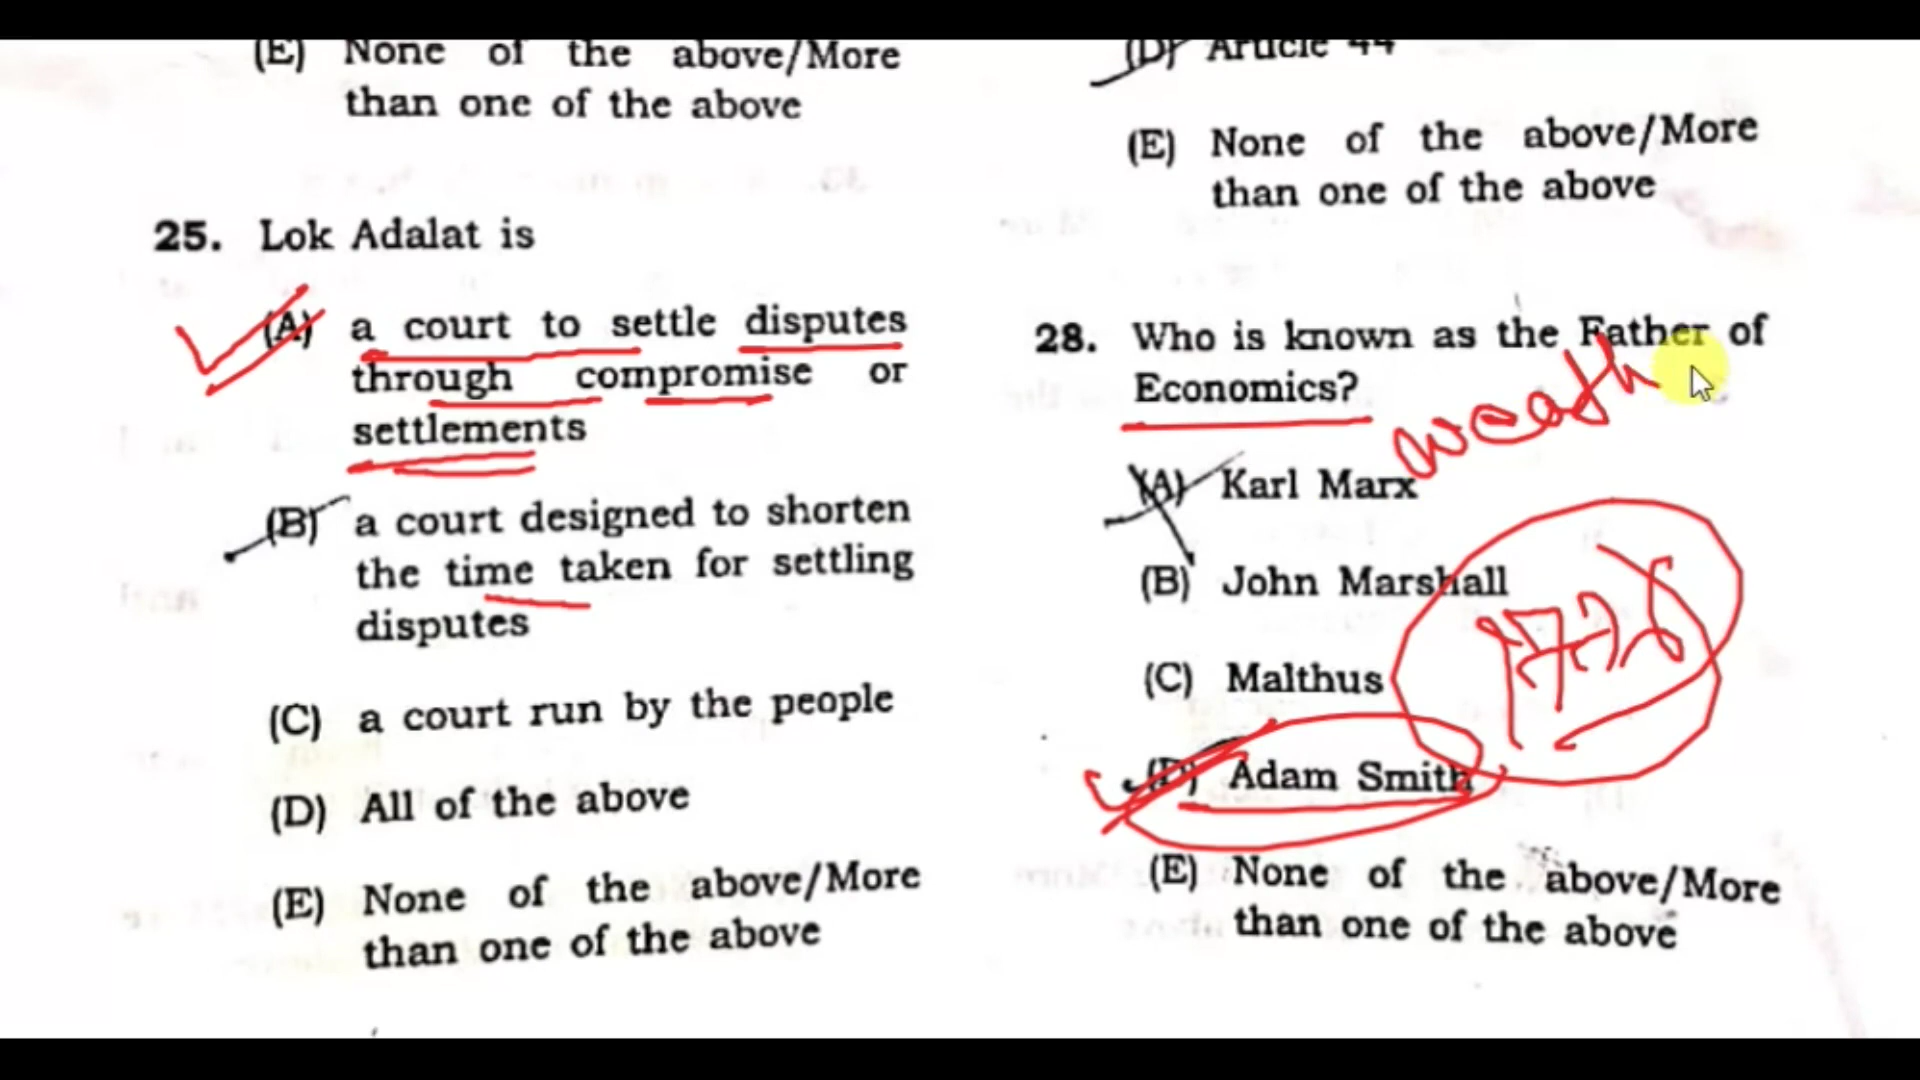 (E) None of the above/More
than one of the above
25. Lok Adalat is
(A) a court to settle disputes
through compromise or
settlements
(B) a court designed to shorten
the time taken for settling
disputes
(C) a court run by the people
(D) All of the above
(E) None of the above/More
than one of the above
(D) Article 44
(E) None of the above/More
than one of the above
28. Who is known as the Father of
Economics?
(A) Karl Marx
(B) John Marshall
(C) Malthus
1776
(D) Adam Smith
(E) None of the above/More
than one of the above